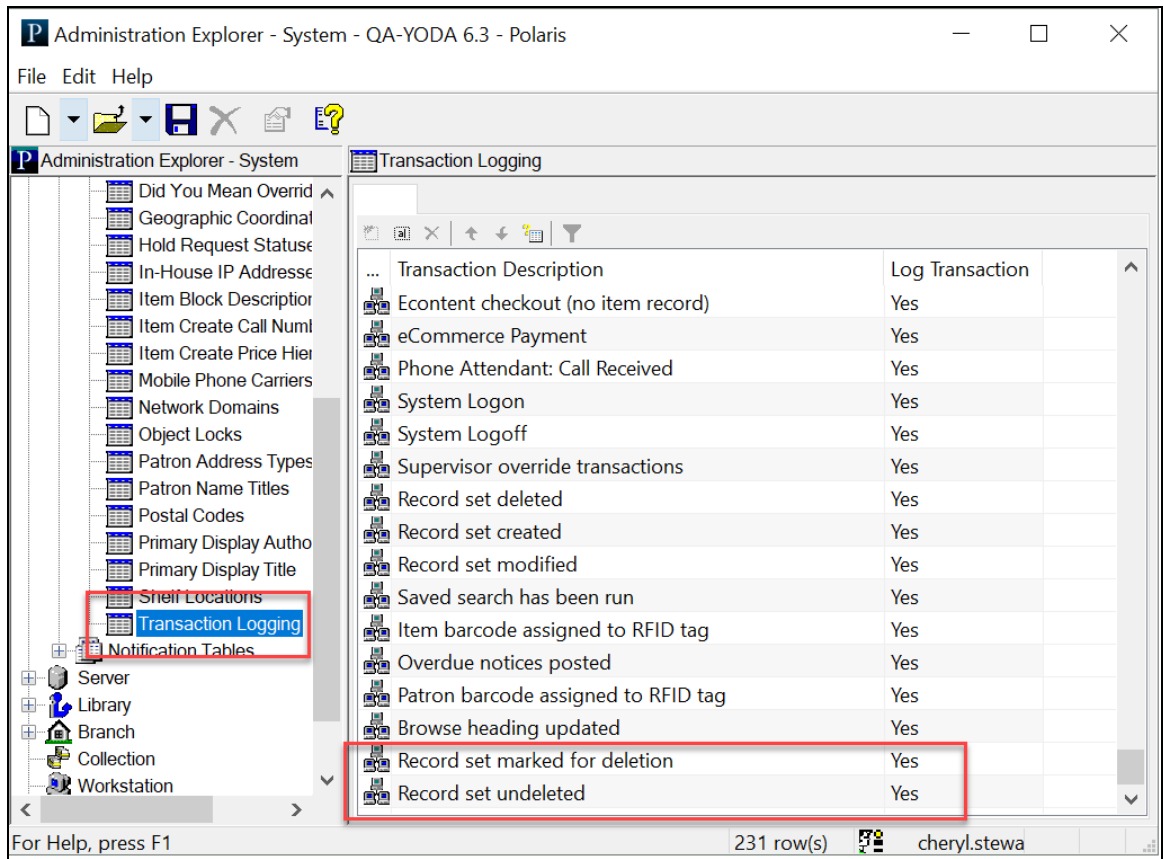 Administration Explorer - System - QA-YODA 6.3 - Polaris
File Edit Help
Administration Explorer - System
Did You Mean Overrid
Geographic Coordinat
Hold Request Statuse
In-House IP Addresse
Item Block Description
Item Create Call Numb
Item Create Price Hier
Mobile Phone Carriers
Network Domains
Object Locks
Patron Address Types
Patron Name Titles
Postal Codes
Primary Display Autho
Primary Display Title
Shelf Locations
Transaction Logging
Notification Tables
Server
Library
Branch
Collection
Workstation
Transaction Logging
... Transaction Description Log Transaction
Econtent checkout (no item record) Yes
eCommerce Payment Yes
Phone Attendant: Call Received Yes
System Logon Yes
System Logoff Yes
Supervisor override transactions Yes
Record set deleted Yes
Record set created Yes
Record set modified Yes
Saved search has been run Yes
Item barcode assigned to RFID tag Yes
Overdue notices posted Yes
Patron barcode assigned to RFID tag Yes
Browse heading updated Yes
Record set marked for deletion Yes
Record set undeleted Yes
For Help, press F1 231 row(s) cheryl.stewa